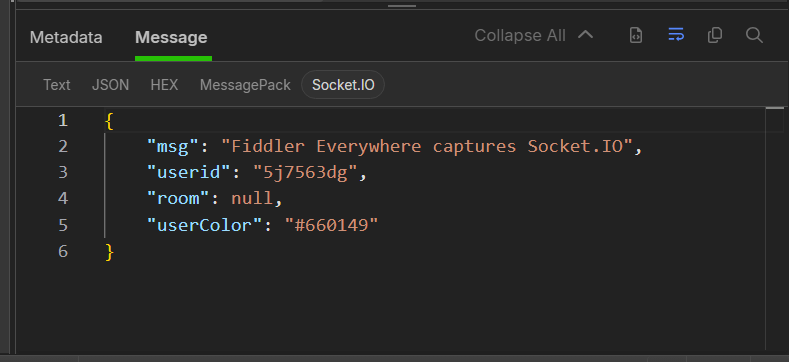 Metadata Message Collapse All
Text JSON HEX MessagePack Socket.IO
1 {
2 "msg": "Fiddler Everywhere captures Socket.IO",
3 "userid": "5j7563dg",
4 "room": null,
5 "userColor": "#660149"
6 }